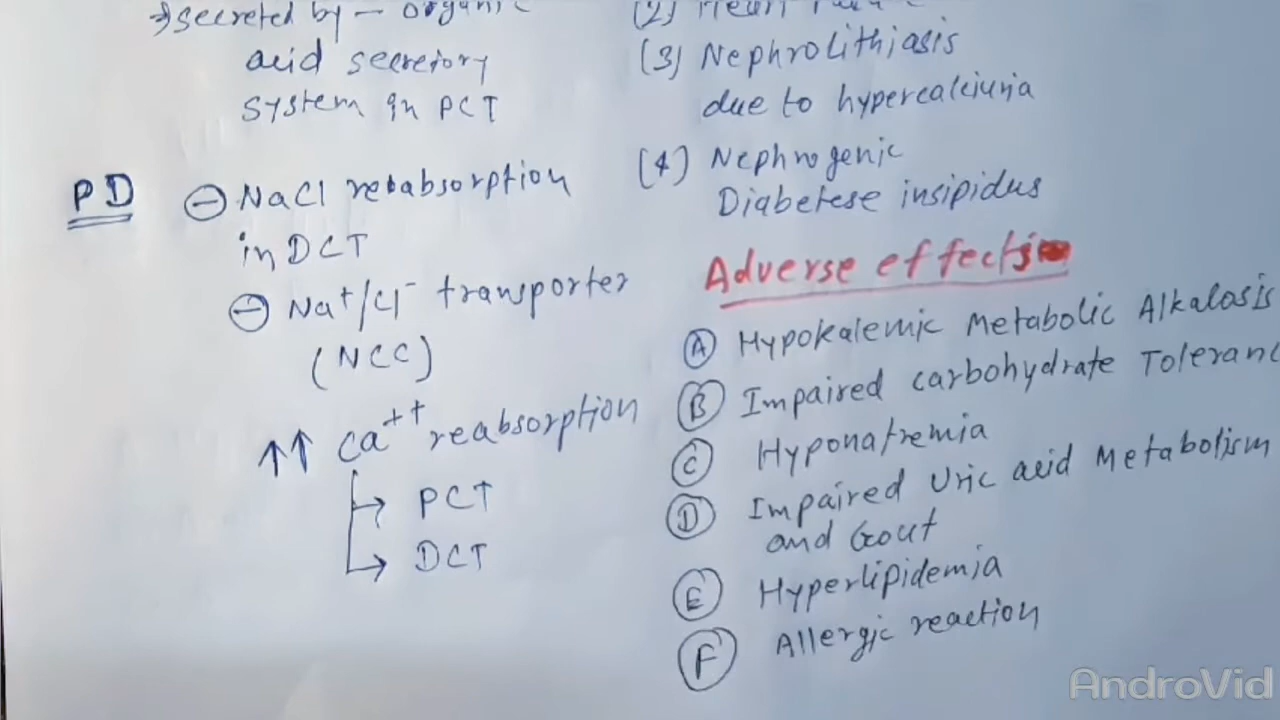 → secreted by - organic
acid secretory
system in PCT
PD ⊖ NaCl reabsorption
in DCT
⊖ Na⁺/Cl⁻ transporter
(NCC)
↑↑ Ca⁺⁺ reabsorption
→ PCT
→ DCT
(2) Heart
(3) Nephrolithiasis
due to hypercalciuria
(4) Nephrogenic
Diabetese insipidus
Adverse effects
Ⓐ Hypokalemic Metabolic Alkalosis
Ⓑ Impaired carbohydrate Toleranc
Ⓒ Hyponatremia
Ⓓ Impaired Uric acid Metabolism
and Gout
Ⓔ Hyperlipidemia
Ⓕ Allergic reaction
AndroVid